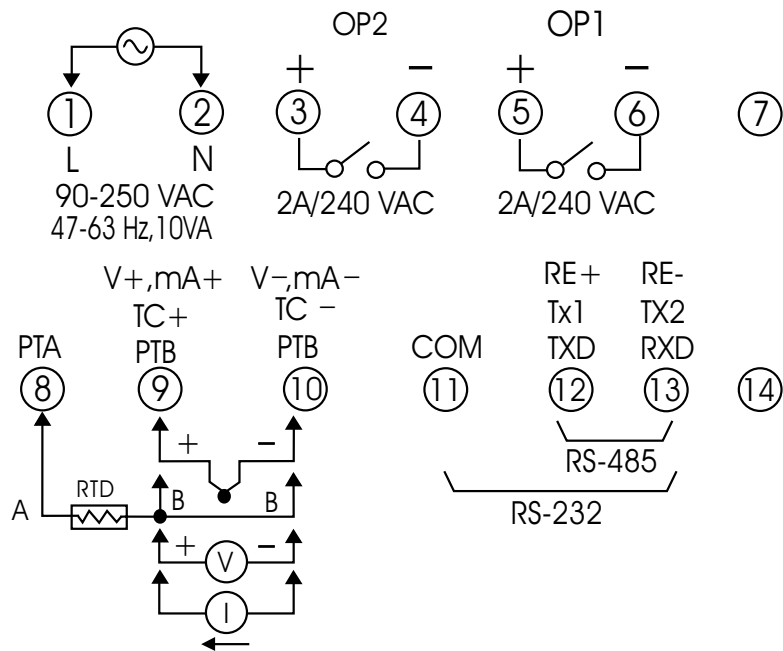 OP2 OP1
+ − + −
1 2 3 4 5 6 7
L N
90-250 VAC 2A/240 VAC 2A/240 VAC
47-63 Hz,10VA
V+,mA+ V−,mA− RE+ RE-
TC+ TC − Tx1 TX2
PTA PTB PTB COM TXD RXD
8 9 10 11 12 13 14
+ −
RS-485
RTD B B
A
RS-232
+ V −
I